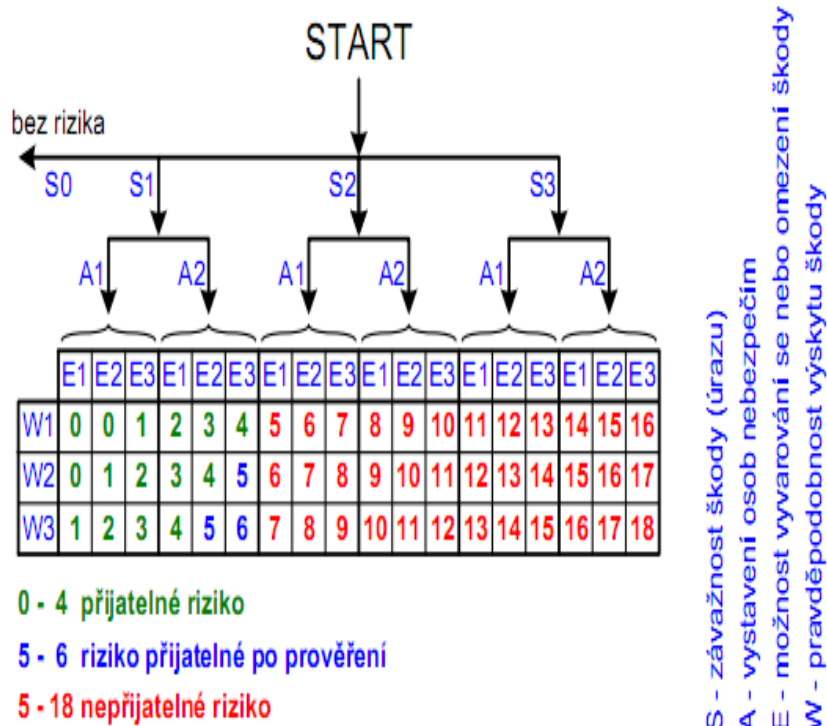 START
bez rizika
S0 S1 S2 S3
A1 A2 A1 A2 A1 A2
E1 E2 E3 E1 E2 E3 E1 E2 E3 E1 E2 E3 E1 E2 E3 E1 E2 E3
W1 0 0 1 2 3 4 5 6 7 8 9 10 11 12 13 14 15 16
W2 0 1 2 3 4 5 6 7 8 9 10 11 12 13 14 15 16 17
W3 1 2 3 4 5 6 7 8 9 10 11 12 13 14 15 16 17 18
0 - 4 přijatelné riziko
5 - 6 riziko přijatelné po prověření
5 - 18 nepřijatelné riziko
S - závažnost škody (úrazu)
A - vystavení osob nebezpečím
E - možnost vyvarování se nebo omezení škody
W - pravděpodobnost výskytu škody